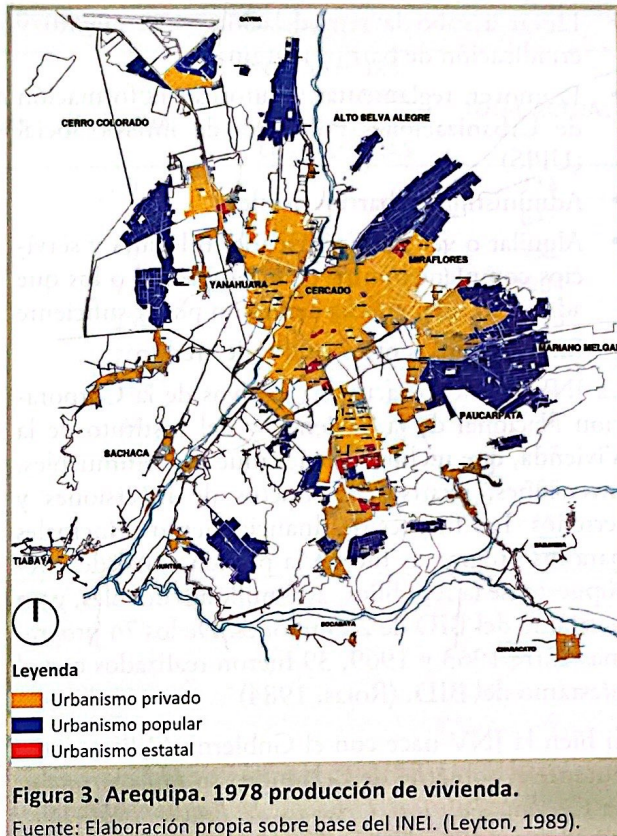 CAYMA
CERRO COLORADO
ALTO SELVA ALEGRE
MIRAFLORES
YANAHUARA
CERCADO
MARIANO MELGAR
PAUCARPATA
SACHACA
TIABAYA
HUNTER
SOCABAYA
CHARACATO
Leyenda
Urbanismo privado
Urbanismo popular
Urbanismo estatal
Figura 3. Arequipa. 1978 producción de vivienda.
Fuente: Elaboración propia sobre base del INEI. (Leyton, 1989).